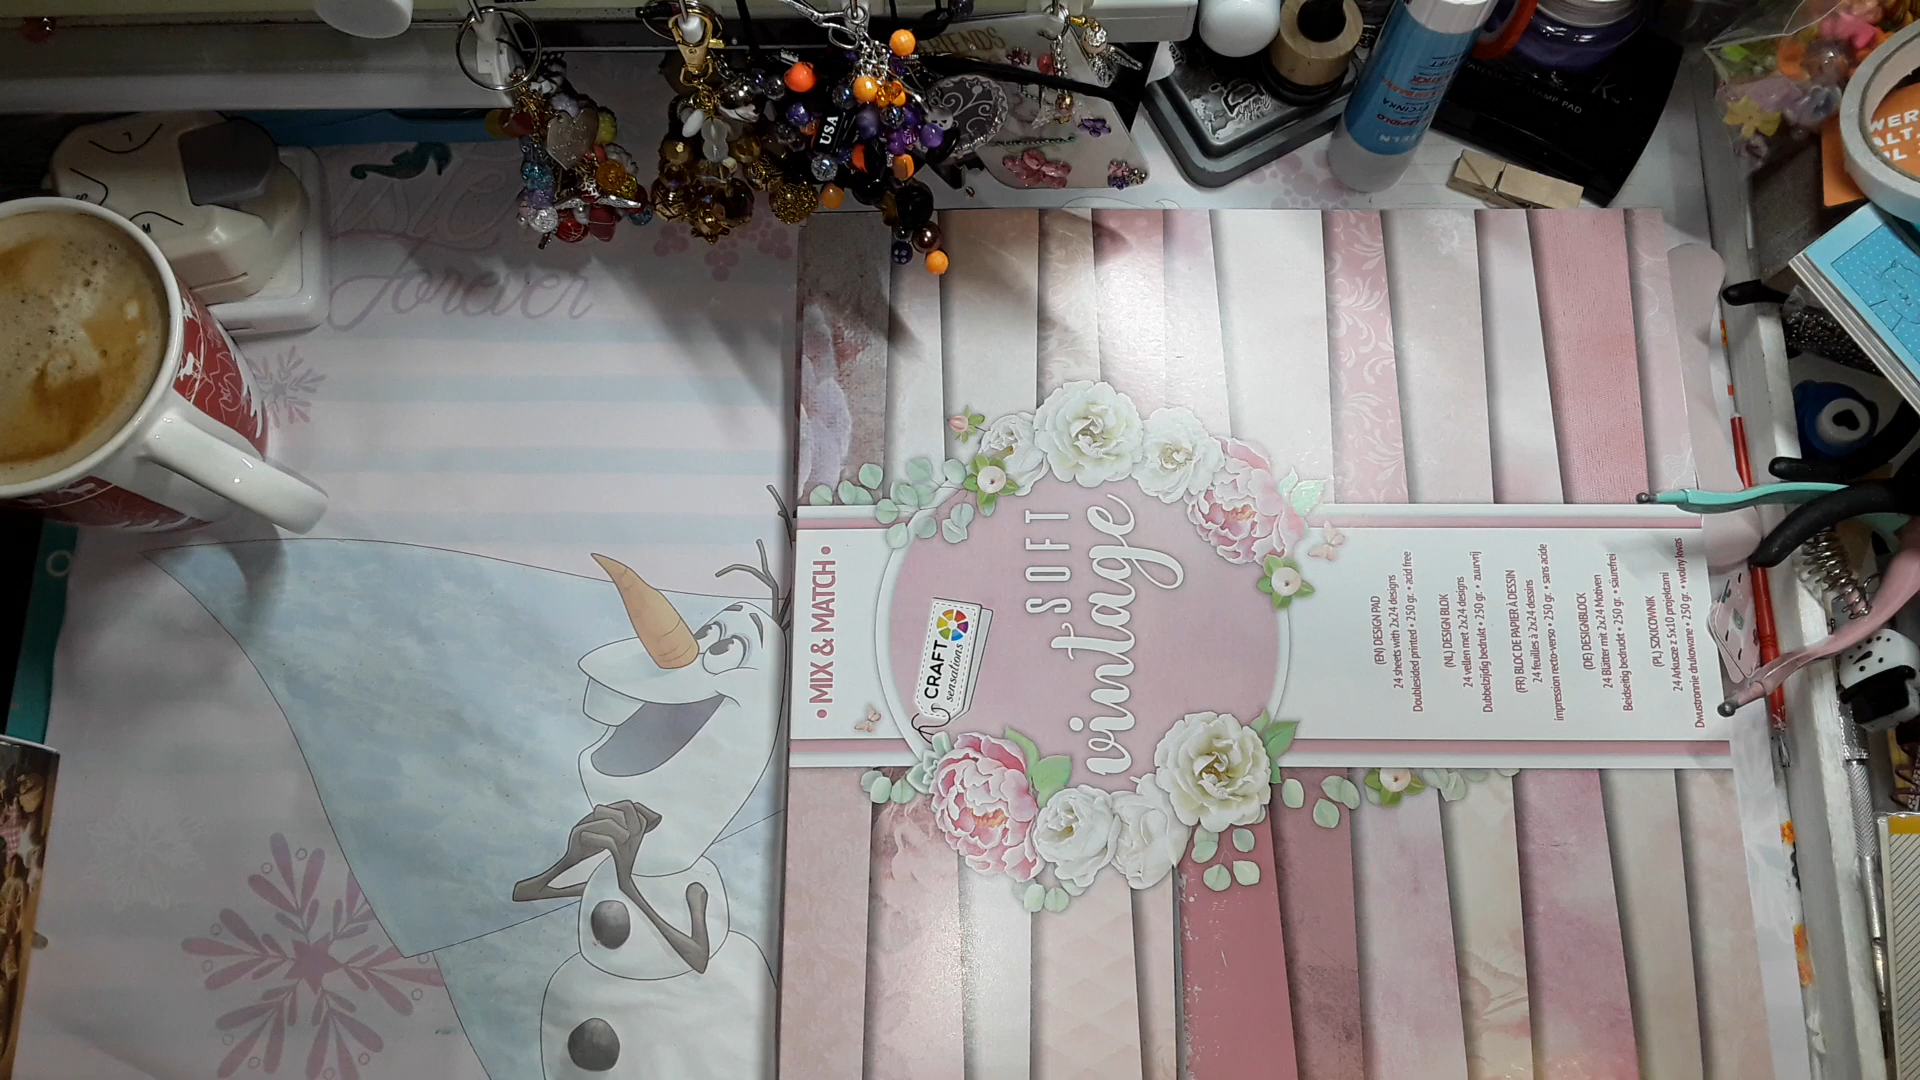 • MIX & MATCH •
CRAFT
sensations
SOFT
vintage
(EN) DESIGN PAD
24 sheets with 2x24 designs
Doublesided printed • 250 gr. • acid free
(NL) DESIGN BLOK
24 vellen met 2x24 designs
Dubbelzijdig bedrukt • 250 gr. • zuurvrij
(FR) BLOC DE PAPIER À DESSIN
24 feuilles à 2x24 dessins
impression recto-verso • 250 gr. • sans acide
(DE) DESIGNBLOCK
24 Blätter mit 2x24 Motiven
Beidseitig bedruckt • 250 gr. • säurefrei
(PL) SZKICOWNIK
24 Arkusze z 5x10 projektami
Dwustronnie drukowane • 250 gr. • wolny kwas
Forever
USA
STAMP PAD